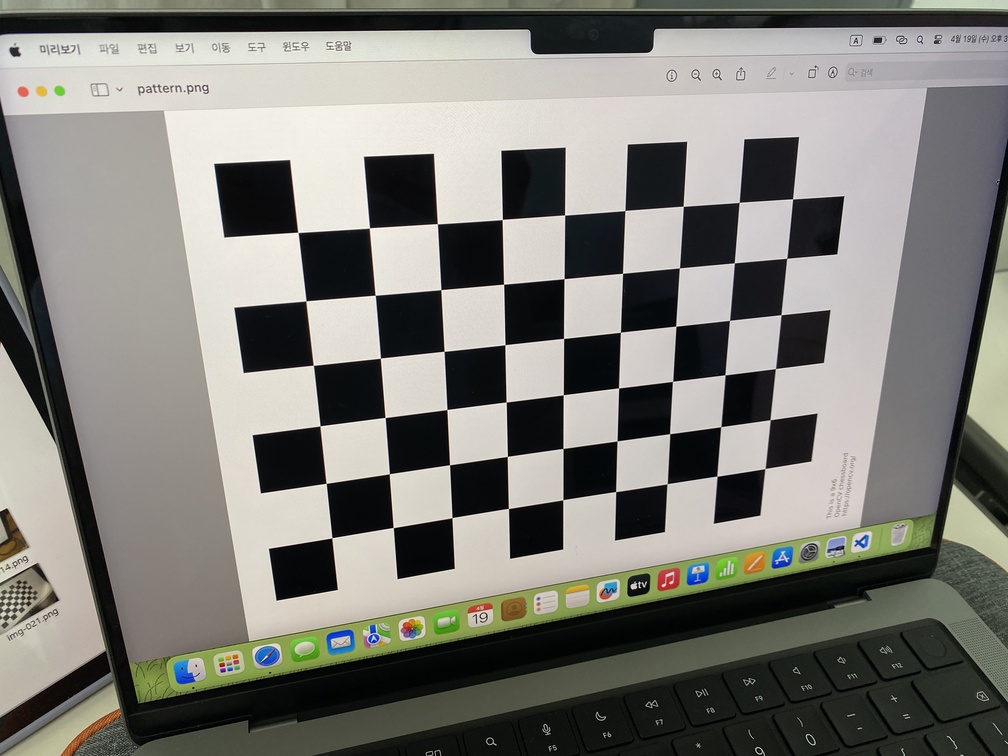 미리보기 파일 편집 보기 이동 도구 윈도우 도움말
A 4월 19일 (수) 오후 3
pattern.png
검색
This is a 9x6
OpenCV chessboard
https://opencv.org/
14.png
img-021.png
4월
19
tv
F5 F6 F7 F8 F9 F10 F11 F12
* ( ) − + =
9 0